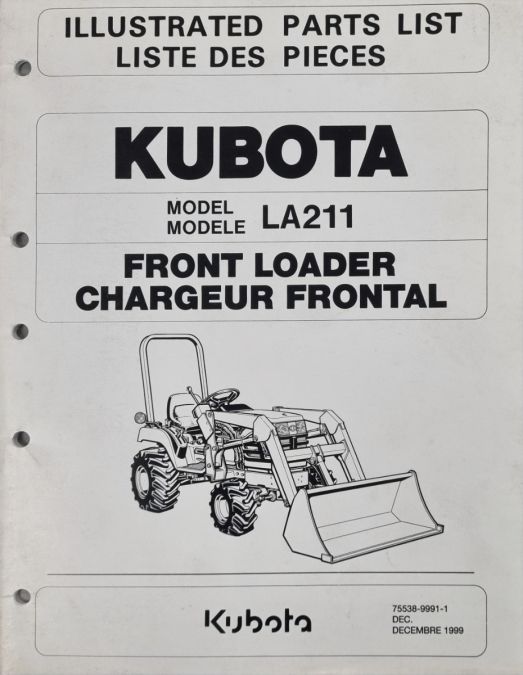 ILLUSTRATED PARTS LIST
LISTE DES PIECES
KUBOTA
MODEL
MODELE LA211
FRONT LOADER
CHARGEUR FRONTAL
Kubota
75538-9991-1
DEC.
DECEMBRE 1999